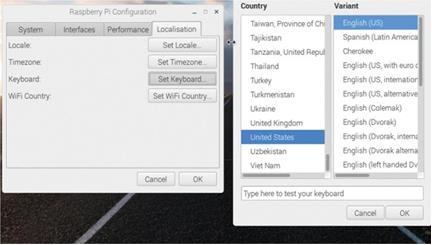 Raspberry Pi Configuration
System
Interfaces
Performance
Localisation
Locale:
Set Locale...
Timezone:
Set Timezone...
Keyboard:
Set Keyboard...
WiFi Country:
Set WiFi Country...
Cancel
OK
Country
Taiwan, Province of Ch
Tajikistan
Tanzania, United Repub
Thailand
Turkey
Turkmenistan
Ukraine
United Kingdom
United States
Uzbekistan
Viet Nam
Variant
English (US)
Spanish (Latin America
Cherokee
English (US, with euro o
English (US, internation
English (US, alternative
English (Colemak)
English (Dvorak)
English (Dvorak, interna
English (Dvorak alterna
English (left handed Dv
Type here to test your keyboard
Cancel
OK